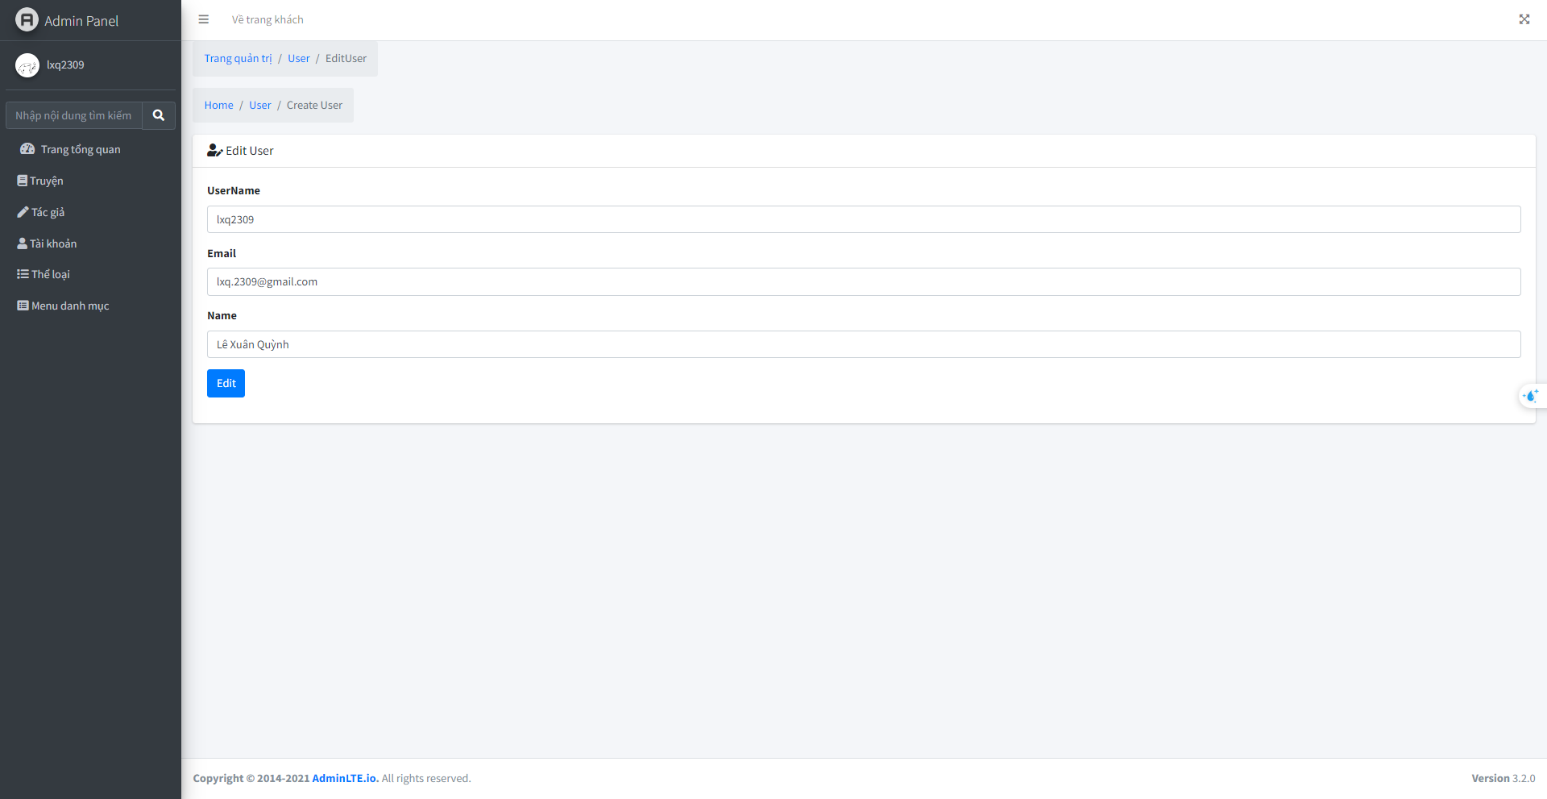 Admin Panel
Về trang khách
lxq2309
Nhập nội dung tìm kiếm
Trang tổng quan
Truyện
Tác giả
Tài khoản
Thể loại
Menu danh mục
Trang quản trị / User / EditUser
Home / User / Create User
Edit User
UserName
lxq2309
Email
lxq.2309@gmail.com
Name
Lê Xuân Quỳnh
Edit
Copyright © 2014-2021 AdminLTE.io. All rights reserved.
Version 3.2.0